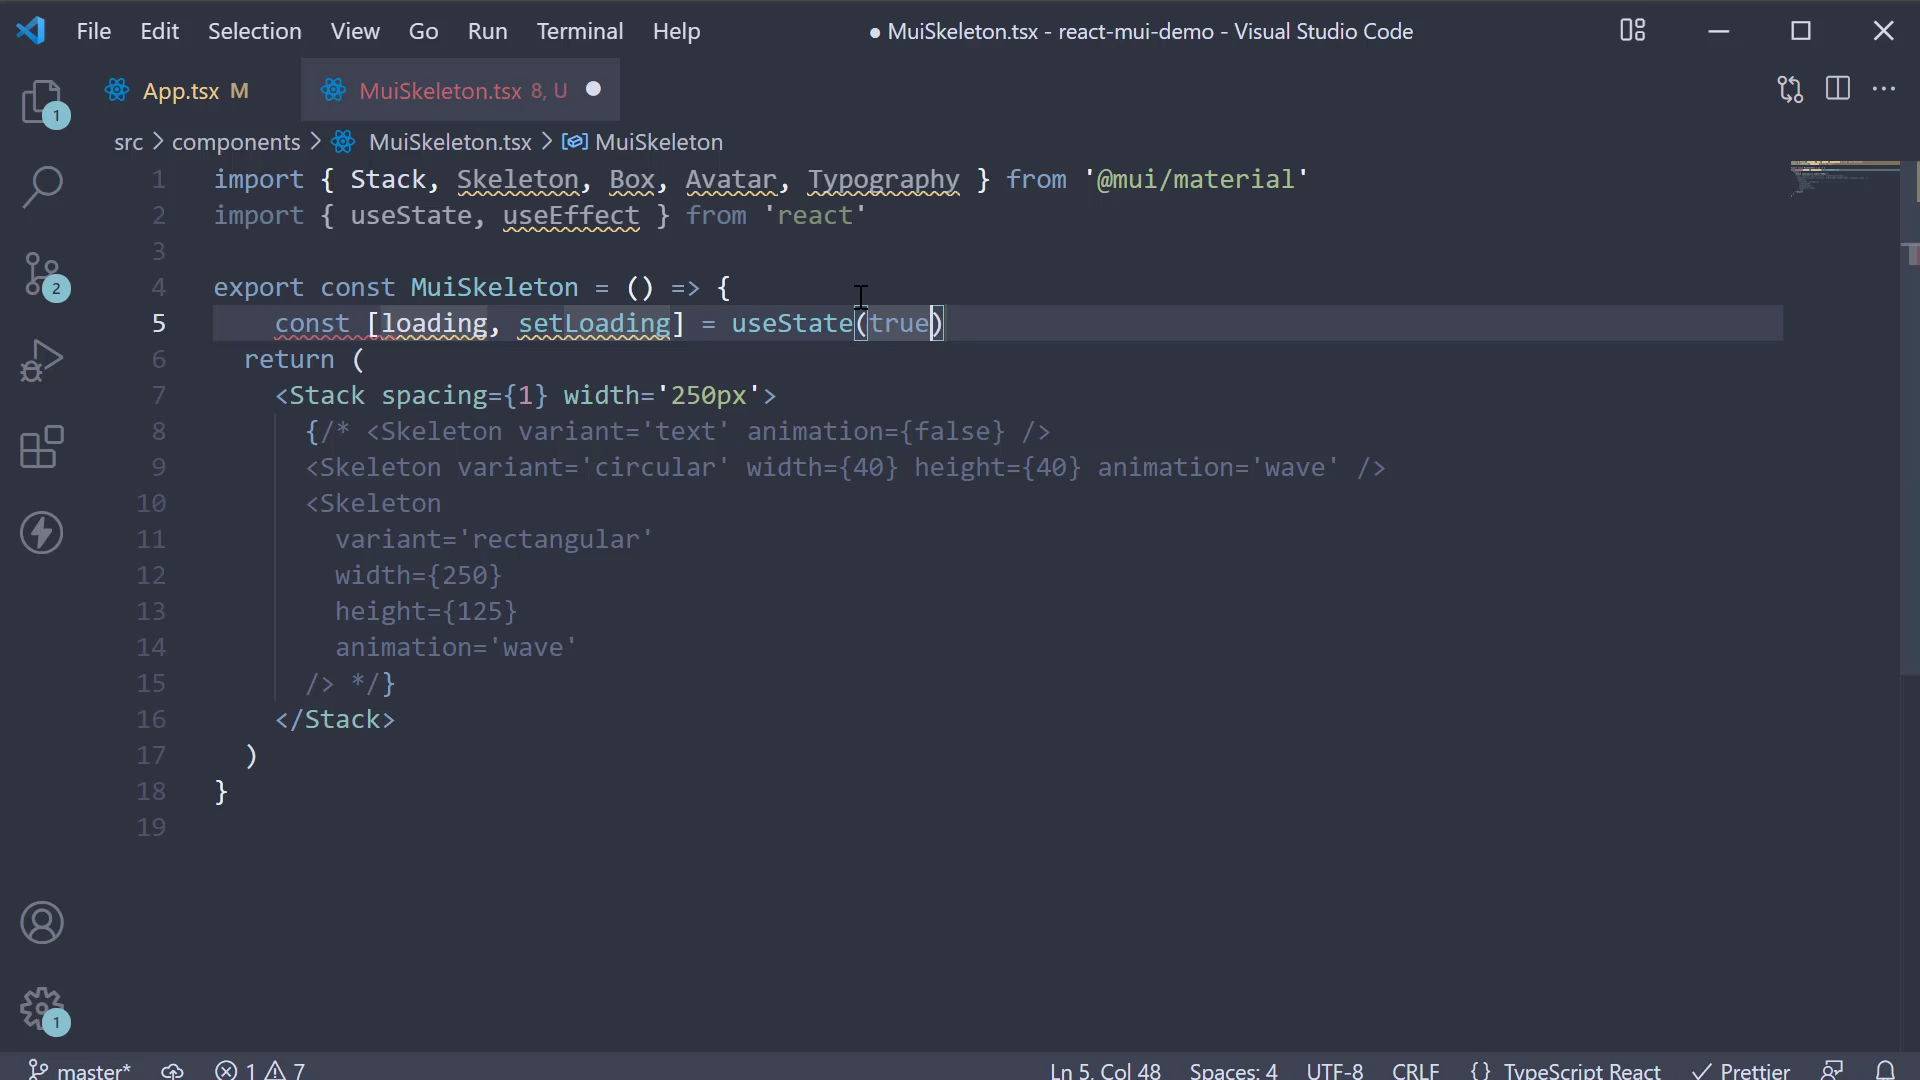 File Edit Selection View Go Run Terminal Help ● MuiSkeleton.tsx - react-mui-demo - Visual Studio Code
App.tsx M MuiSkeleton.tsx 8, U
src > components > MuiSkeleton.tsx > MuiSkeleton
1 import { Stack, Skeleton, Box, Avatar, Typography } from '@mui/material'
2 import { useState, useEffect } from 'react'
3
4 export const MuiSkeleton = () => {
5 const [loading, setLoading] = useState(true)
6 return (
7 <Stack spacing={1} width='250px'>
8 {/* <Skeleton variant='text' animation={false} />
9 <Skeleton variant='circular' width={40} height={40} animation='wave' />
10 <Skeleton
11 variant='rectangular'
12 width={250}
13 height={125}
14 animation='wave'
15 /> */}
16 </Stack>
17 )
18 }
19
1
2
1
master* 1 7 Ln 5, Col 48 Spaces: 4 UTF-8 CRLF {} TypeScript React Prettier